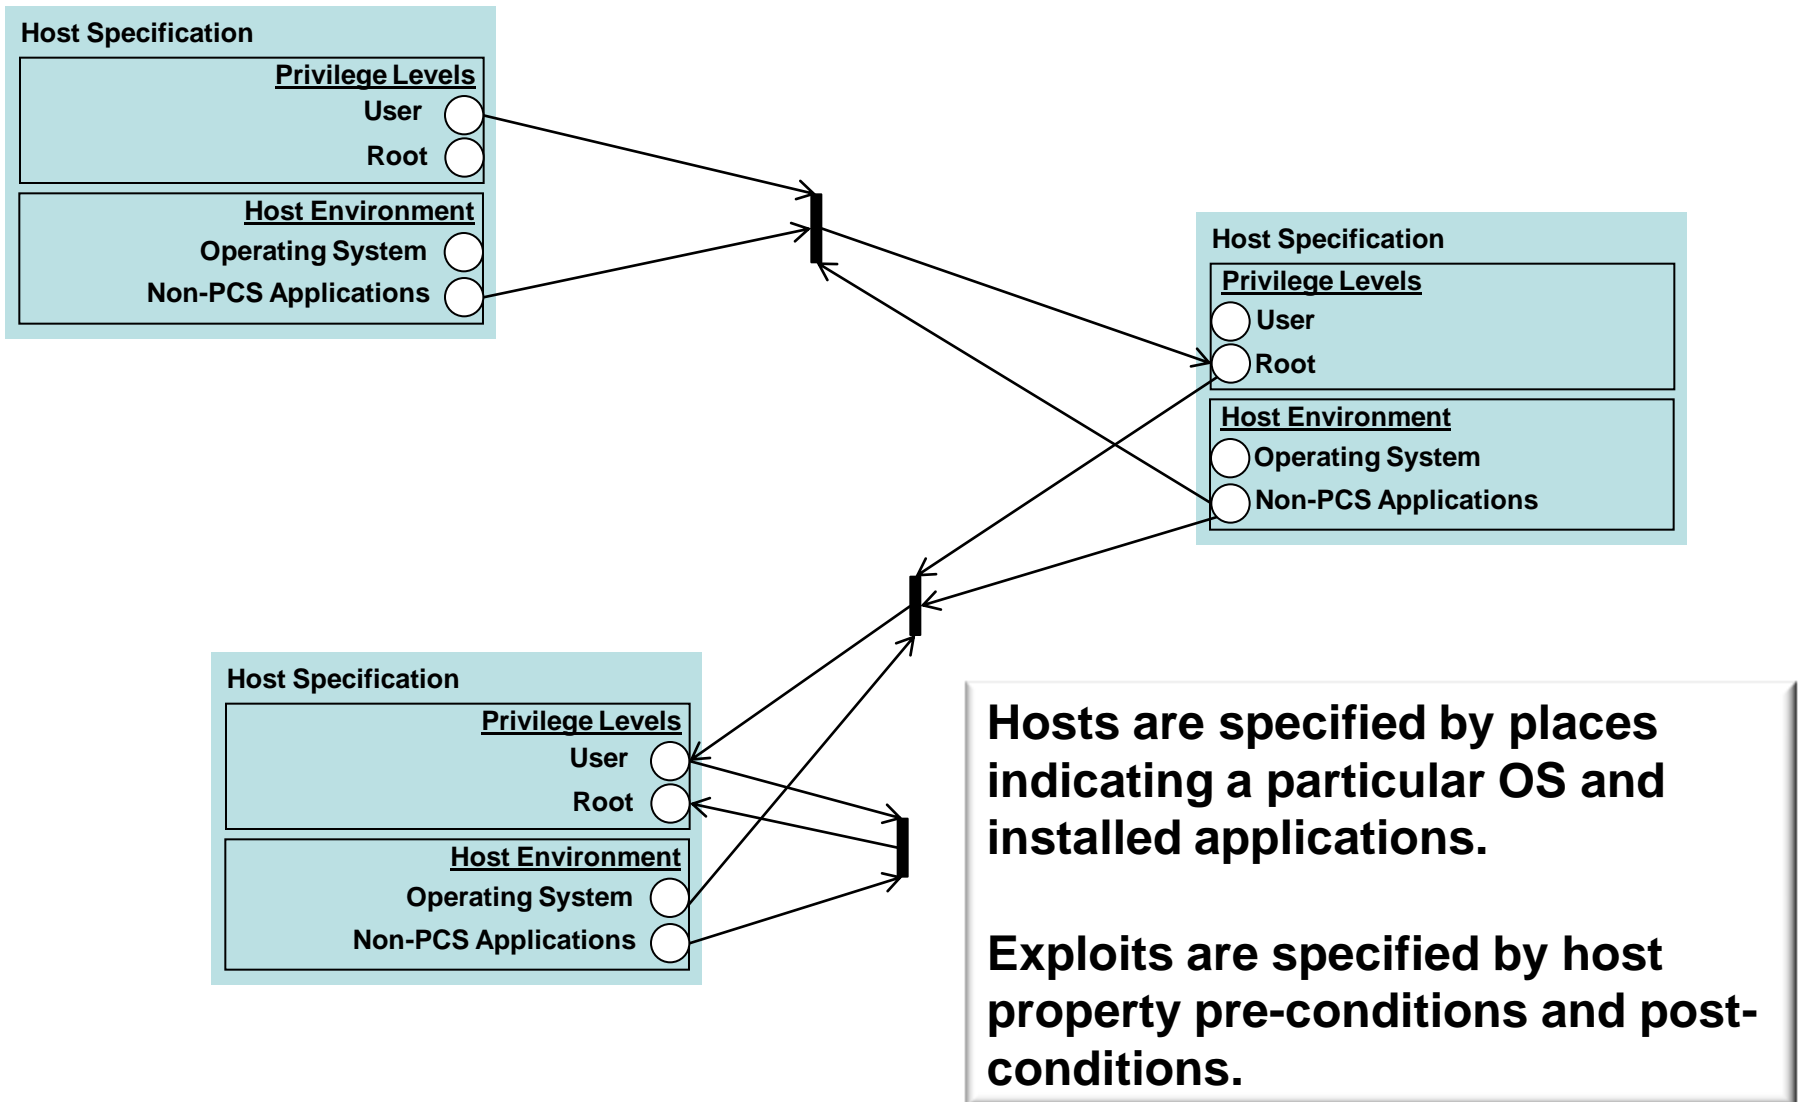 Host Specification
Privilege Levels
User
Root
Host Environment
Operating System
Non-PCS Applications
Host Specification
Privilege Levels
User
Root
Host Environment
Operating System
Non-PCS Applications
Host Specification
Privilege Levels
User
Root
Host Environment
Operating System
Non-PCS Applications
Hosts are specified by places
indicating a particular OS and
installed applications.
Exploits are specified by host
property pre-conditions and post-
conditions.